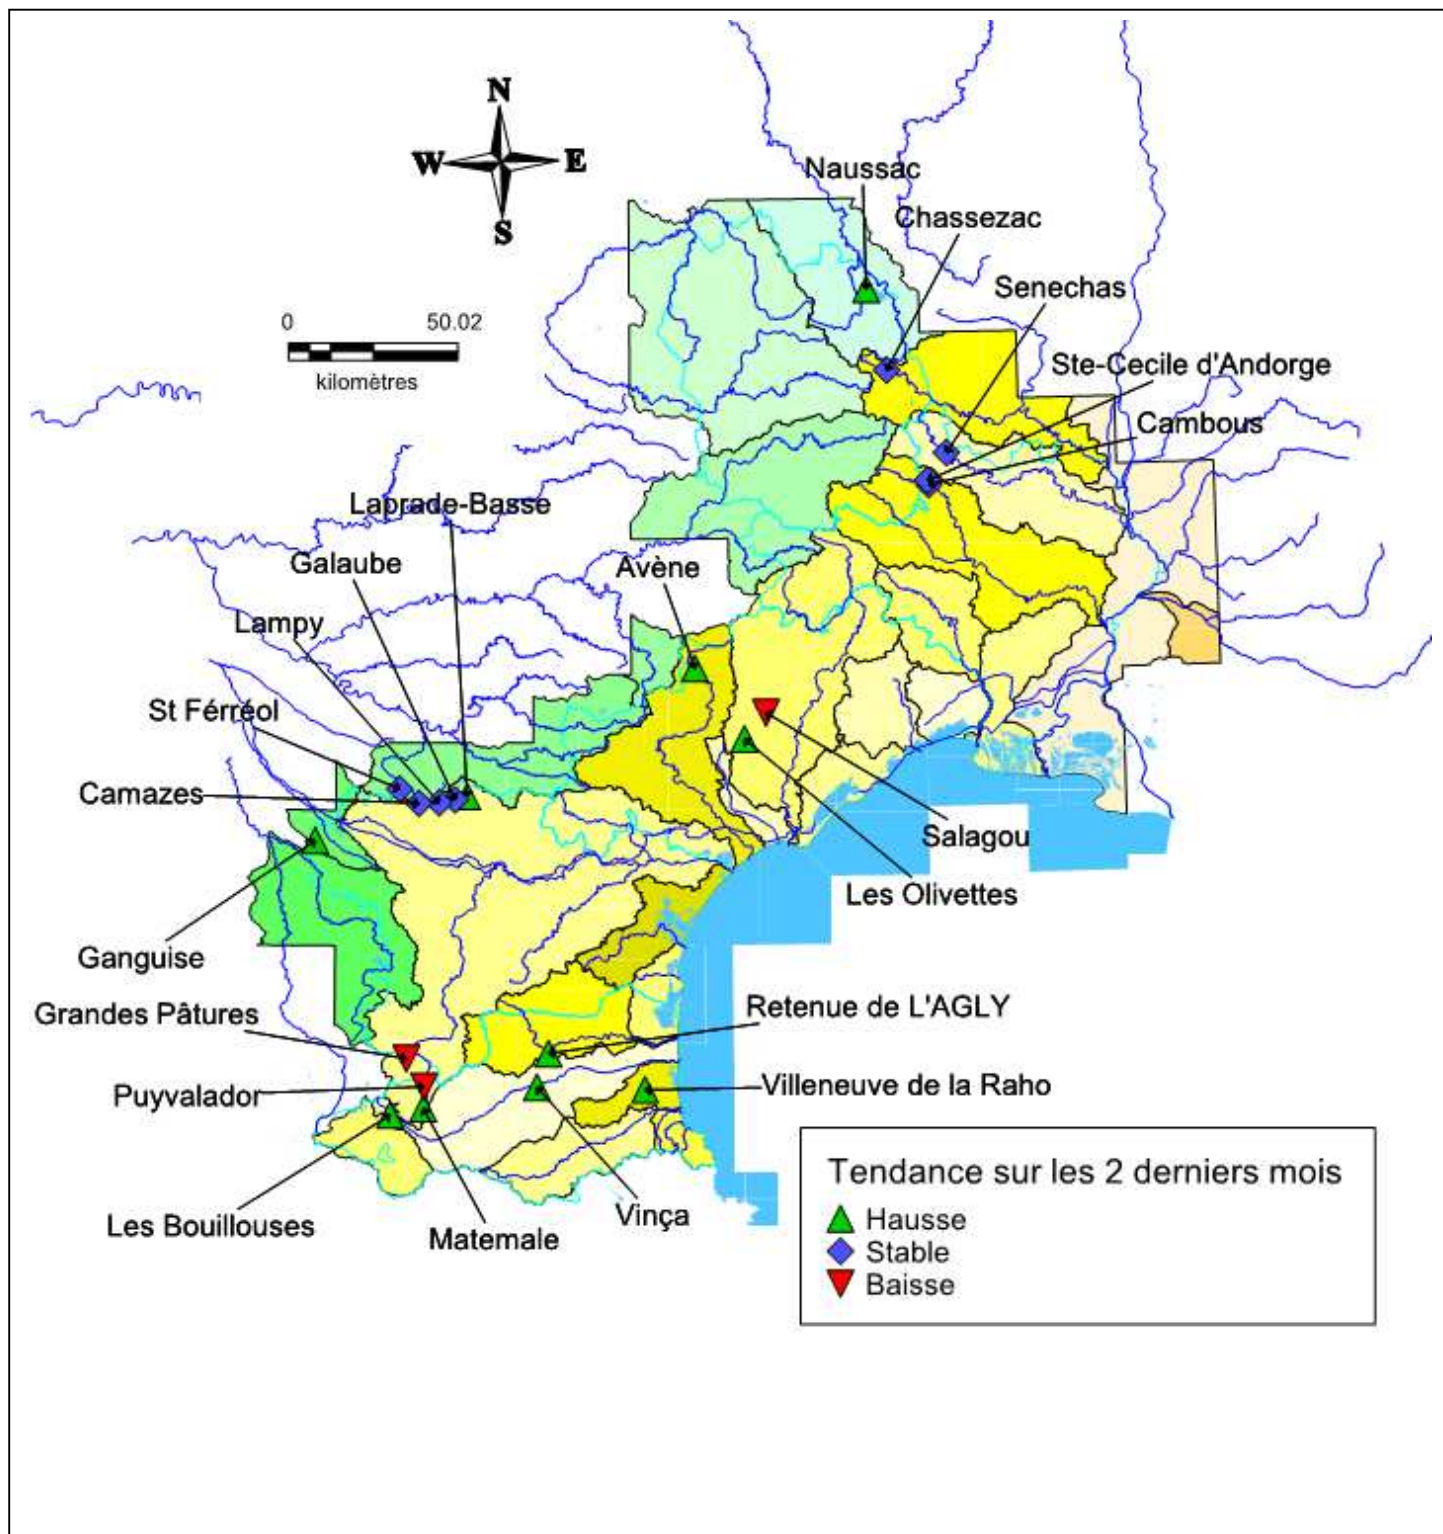 N
W E
S
Naussac
Chassezac
Senechas
0 50.02
kilomètres
Ste-Cecile d'Andorge
Cambous
Laprade-Basse
Galaube
Avène
Lampy
St Férréol
Camazes
Salagou
Les Olivettes
Ganguise
Grandes Pâtures
Retenue de L'AGLY
Puyvalador
Villeneuve de la Raho
Les Bouillouses
Matemale
Vinça
Tendance sur les 2 derniers mois
Hausse
Stable
Baisse